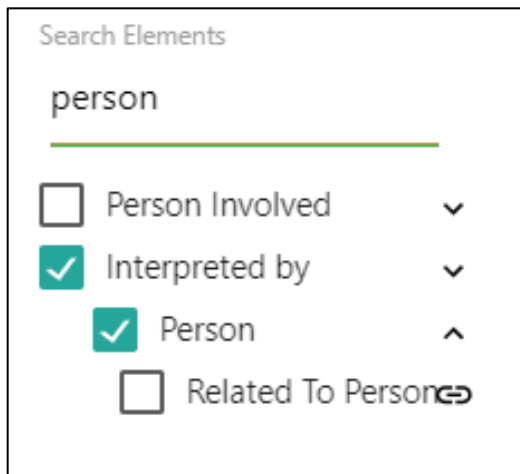 Search Elements
person
Person Involved
Interpreted by
Person
Related To Person